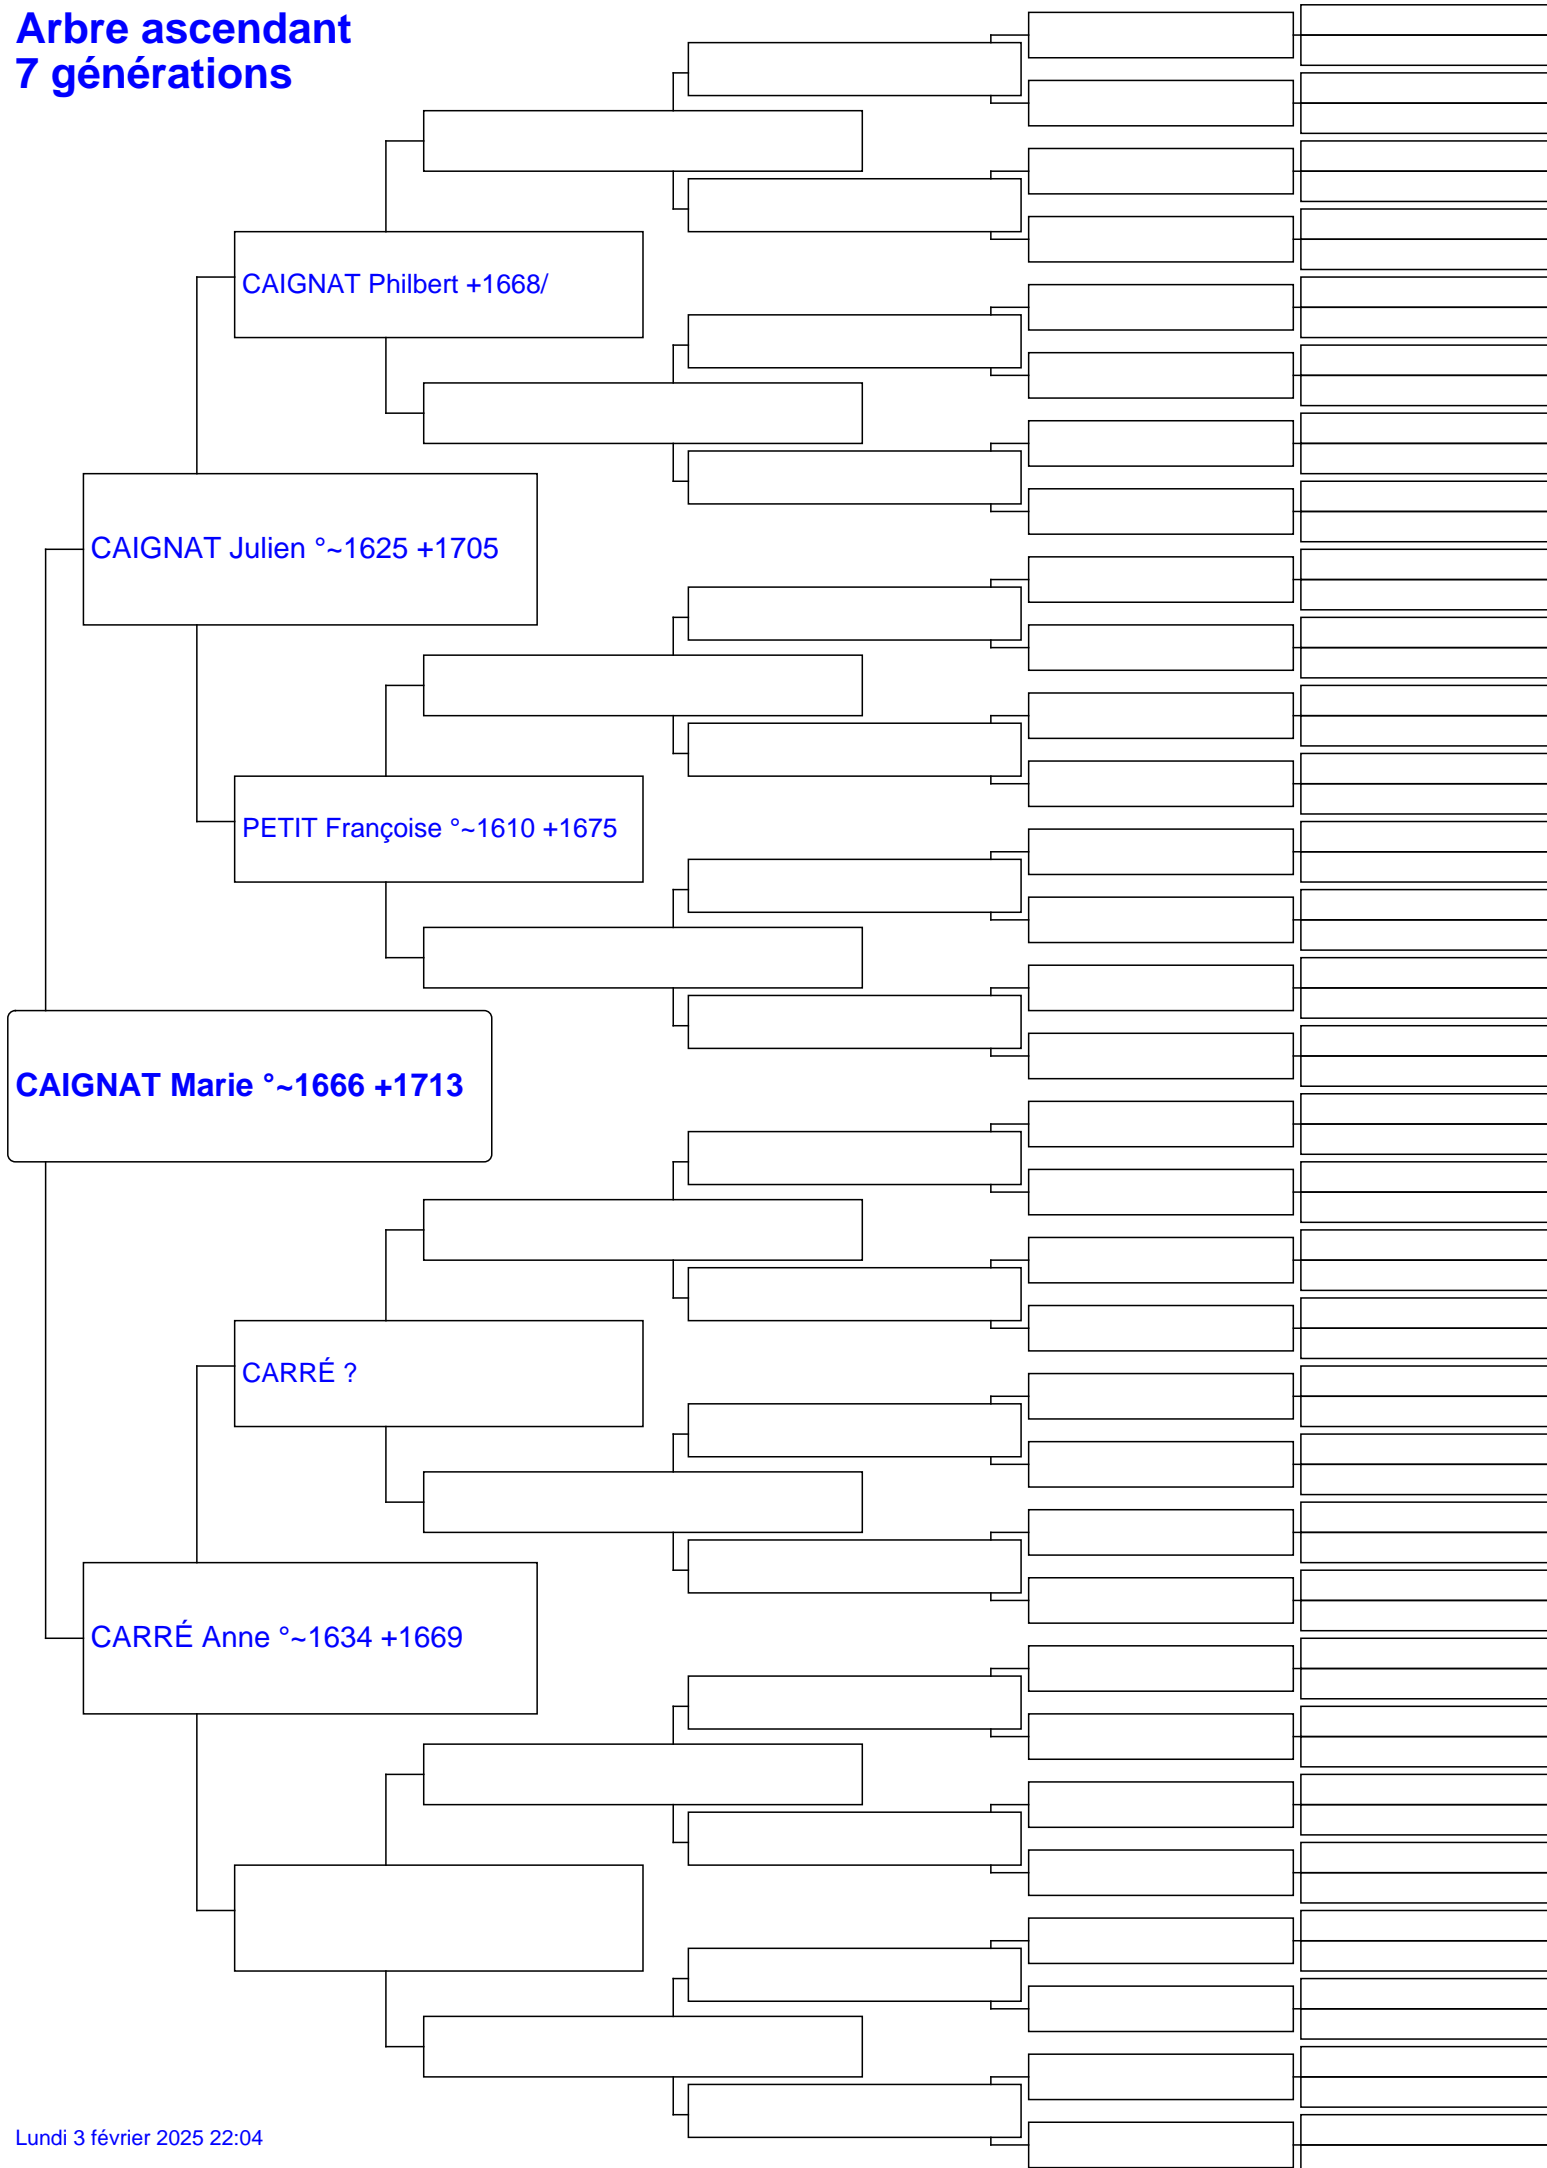 Arbre ascendant
7 générations
CAIGNAT Philbert +1668/
CAIGNAT Julien °~1625 +1705
PETIT Françoise °~1610 +1675
CAIGNAT Marie °~1666 +1713
CARRÉ ?
CARRÉ Anne °~1634 +1669
Lundi 3 février 2025 22:04